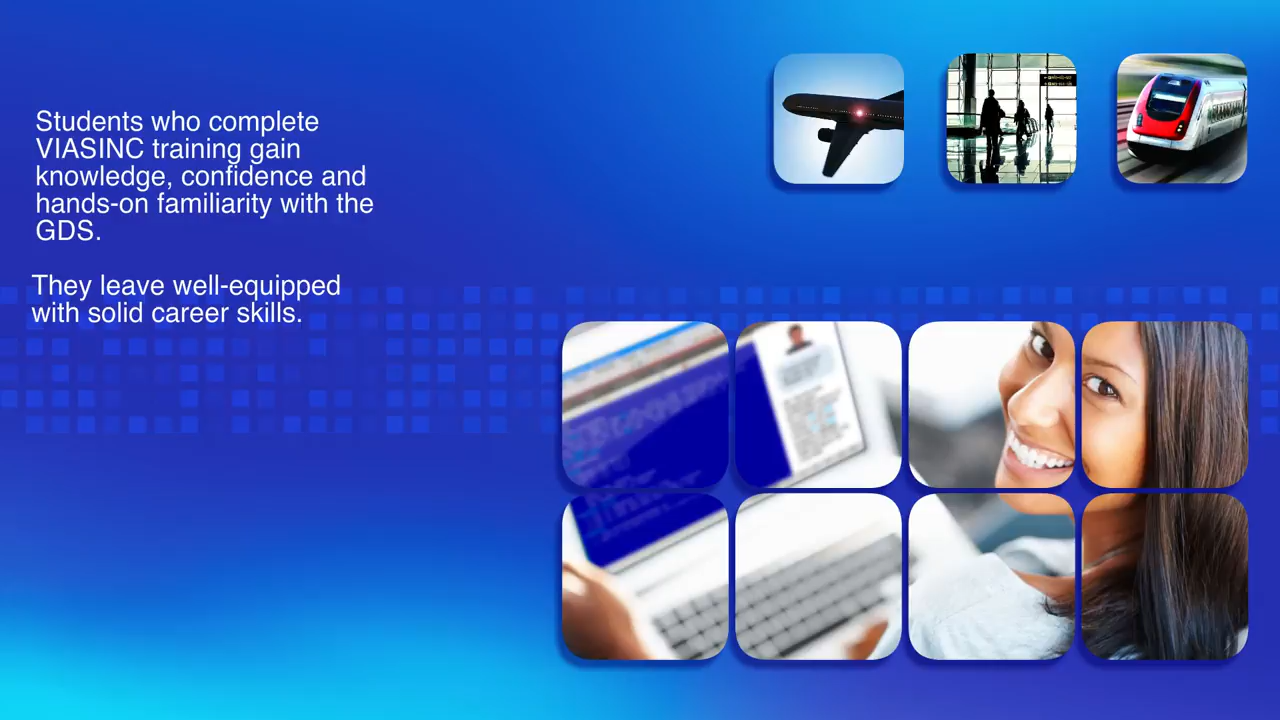 Students who complete
VIASINC training gain
knowledge, confidence and
hands-on familiarity with the
GDS.
They leave well-equipped
with solid career skills.